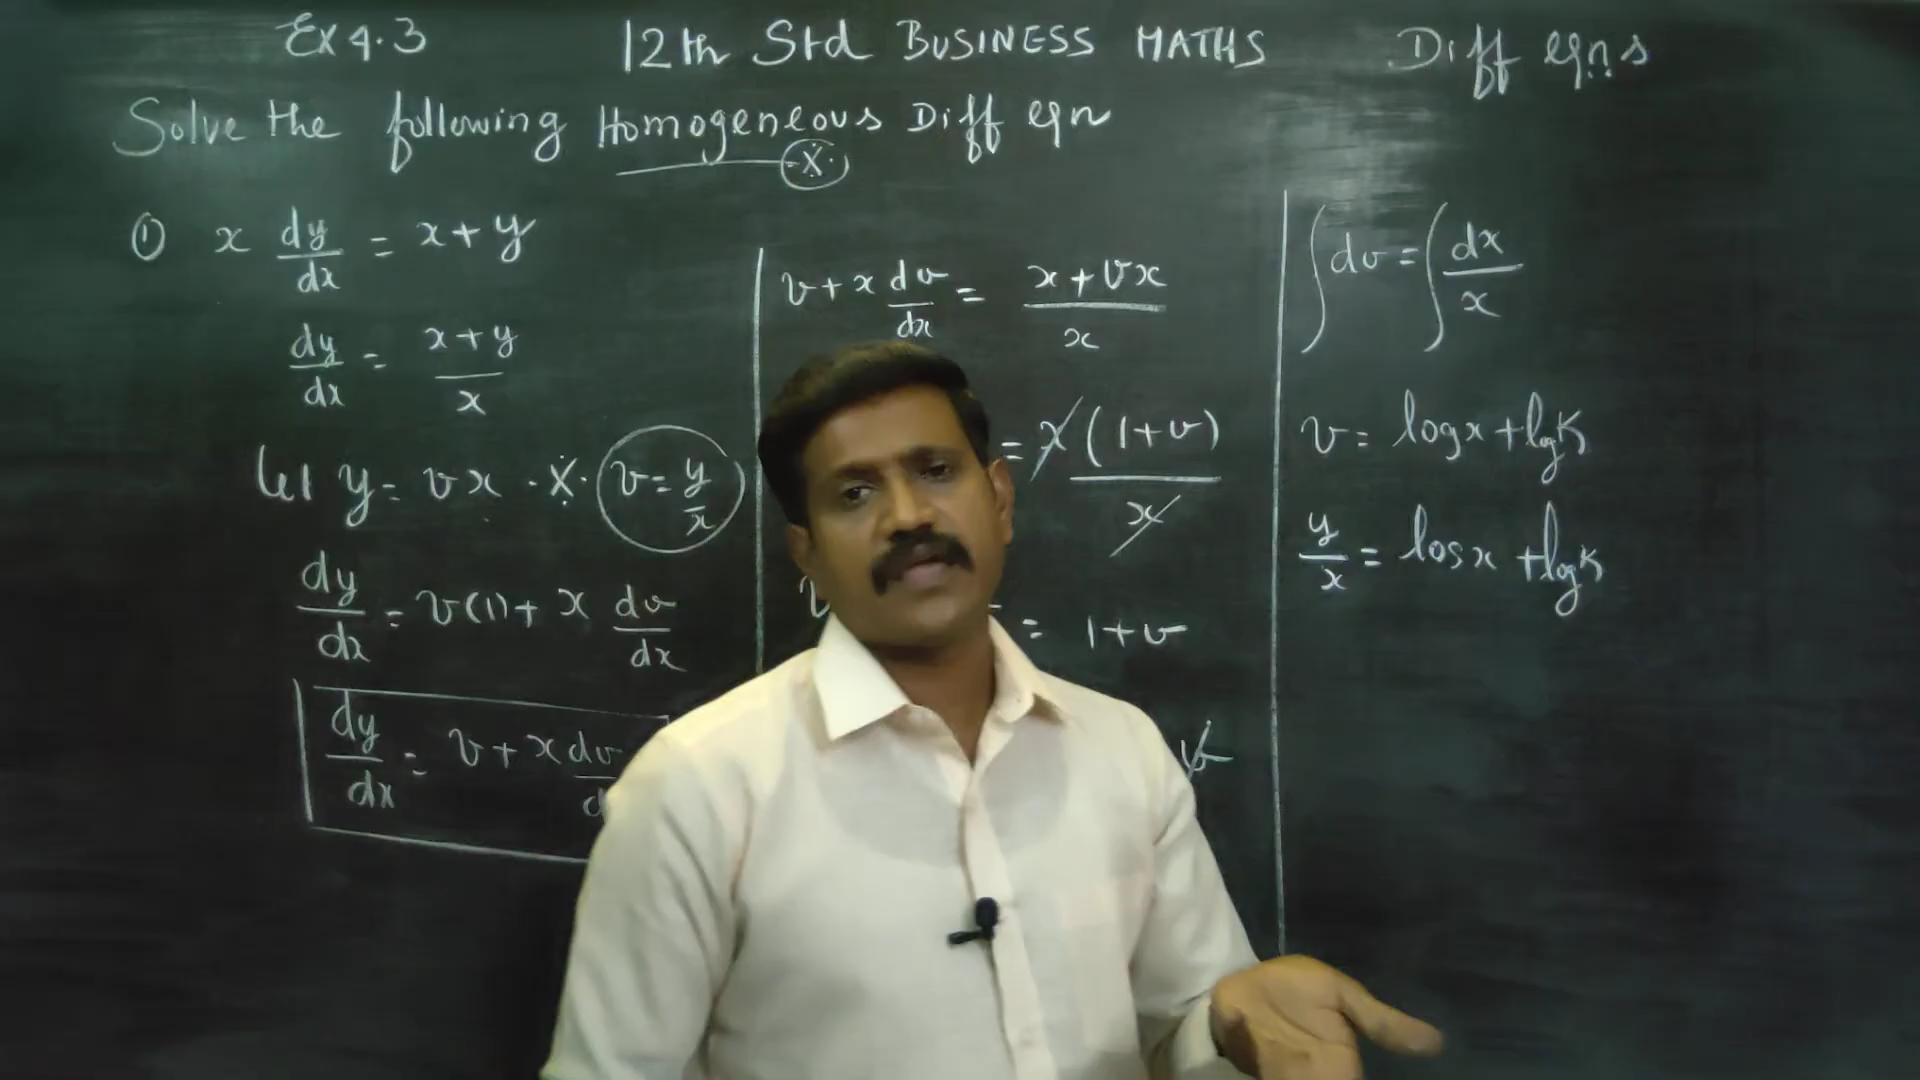 Ex 4.3 12th Std BUSINESS MATHS Diff eqns
Solve the following Homogeneous Diff eqn
X
① x dy/dx = x + y
dy/dx = x + y / x
Let y = vx · X · v = y/x
dy/dx = v(1) + x dv/dx
dy/dx = v + x dv
v + x dv/dx = x + vx / x
= x (1 + v) / x
= 1 + v
v
∫ dv = ∫ dx/x
v = log x + log k
y/x = log x + log k